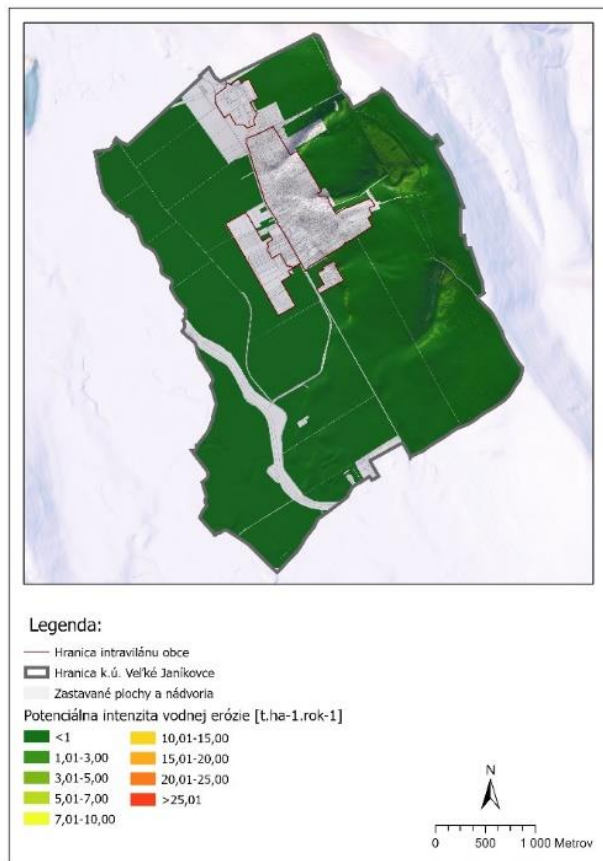 Legenda:
Hranica intravilánu obce
Hranica k.ú. Veľké Janíkovce
Zastavané plochy a nádvoria
Potenciálna intenzita vodnej erózie [t.ha-1.rok-1]
<1
1,01-3,00
3,01-5,00
5,01-7,00
7,01-10,00
10,01-15,00
15,01-20,00
20,01-25,00
>25,01
N
0 500 1 000 Metrov